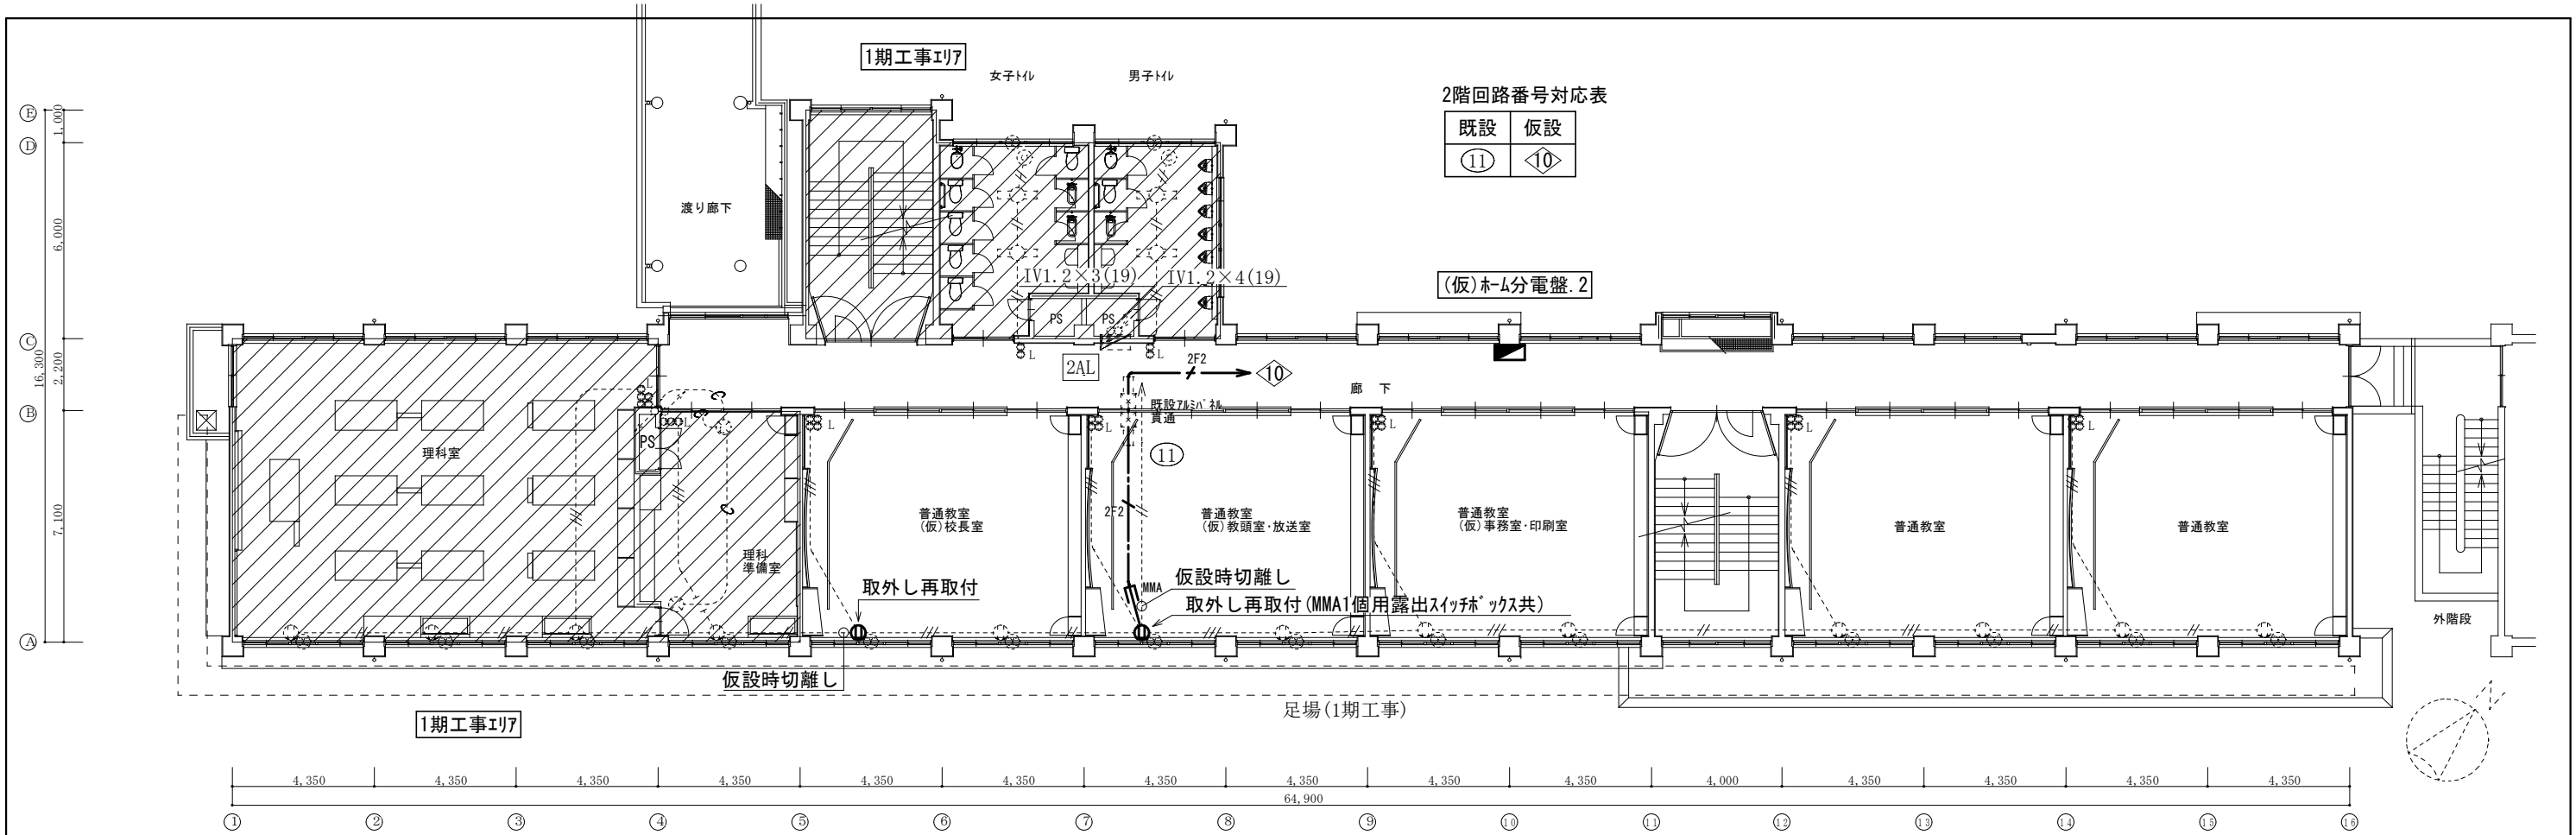 1期工事ｴﾘｱ
女子ﾄｲﾚ
男子ﾄｲﾚ
2階回路番号対応表
既設 仮設
⑪ 10
E
D
C
B
A
1,000
6,000
2,200
7,100
16,300
渡り廊下
IV1.2×3(19)
IV1.2×4(19)
(仮)ﾎｰﾑ分電盤.2
PS
PS
L
L
2AL
2F2
10
廊 下
既設ｱﾙﾐﾊﾟﾈﾙ
貫通
⑪
L
L
PS
理科室
理科
準備室
L
L
L
L
L
普通教室
(仮)校長室
2F2
普通教室
(仮)教頭室・放送室
普通教室
(仮)事務室・印刷室
普通教室
普通教室
取外し再取付
MMA
仮設時切離し
取外し再取付(MMA1個用露出ｽｲｯﾁﾎﾞｯｸｽ共)
外階段
仮設時切離し
足場(1期工事)
1期工事ｴﾘｱ
4,350 4,350 4,350 4,350 4,350 4,350 4,350 4,350 4,350 4,350 4,000 4,350 4,350 4,350 4,350
64,900
① ② ③ ④ ⑤ ⑥ ⑦ ⑧ ⑨ ⑩ ⑪ ⑫ ⑬ ⑭ ⑮ ⑯